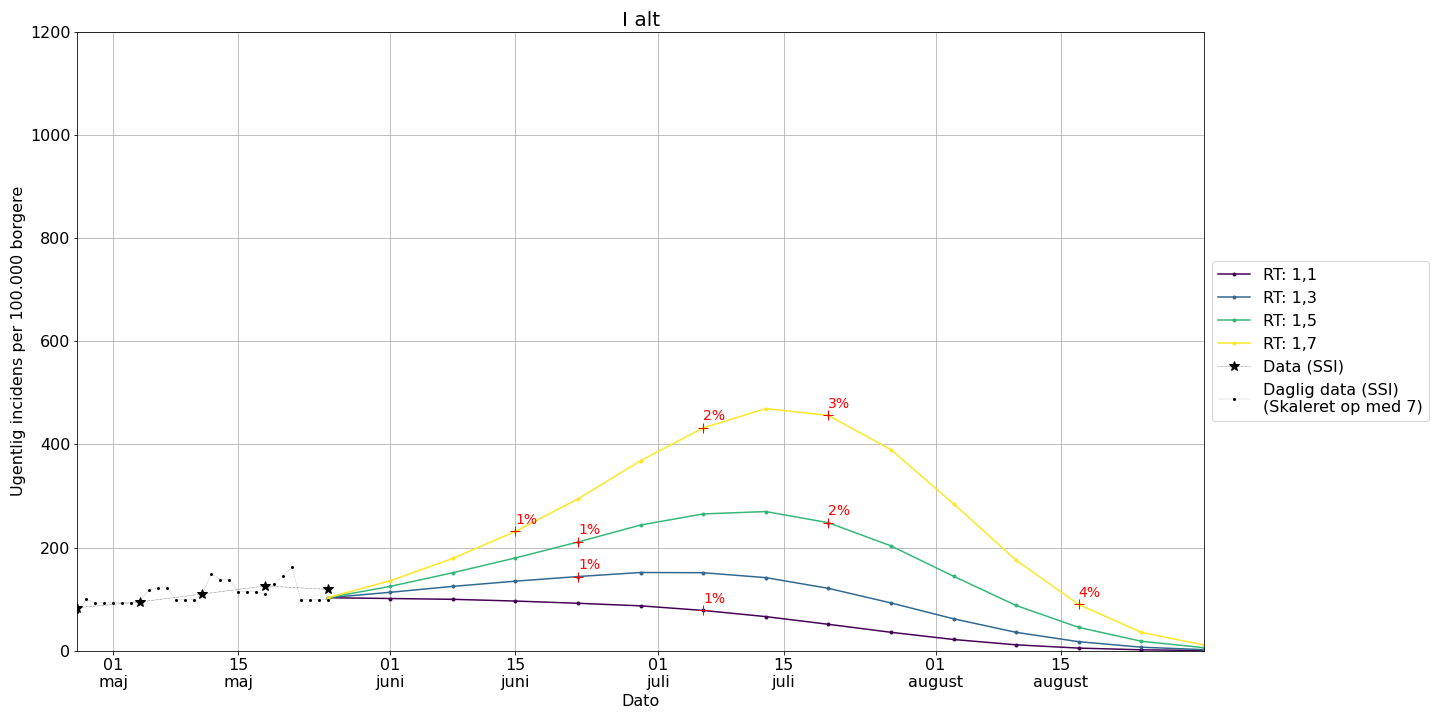 I alt
Ugentlig incidens per 100.000 borgere
1200
1000
800
600
400
200
0
1%
2%
3%
4%
1%
2%
1%
1%
01
maj
15
maj
01
juni
15
juni
01
juli
15
juli
01
august
15
august
Dato
RT: 1,1
RT: 1,3
RT: 1,5
RT: 1,7
Data (SSI)
Daglig data (SSI)
(Skaleret op med 7)